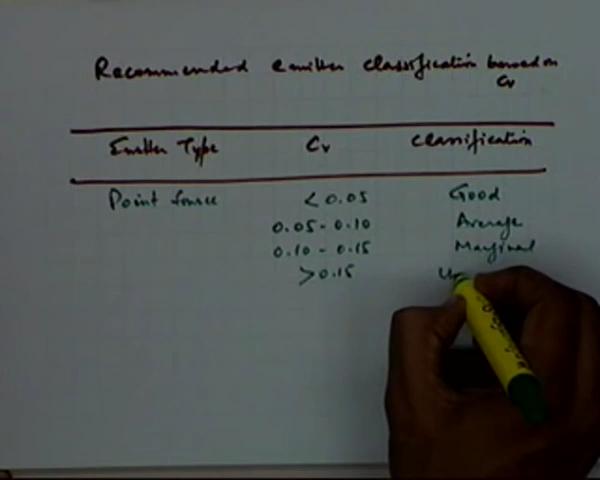 Recommended emitter classification based on
Cv
Emitter Type Cv Classification
Point Source < 0.05 Good
0.05 - 0.10 Average
0.10 - 0.15 Marginal
> 0.15